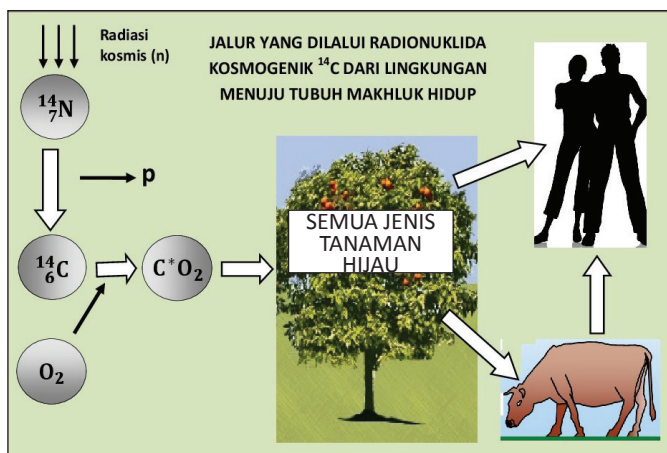 Radiasi
kosmis (n)
JALUR YANG DILALUI RADIONUKLIDA
KOSMOGENIK ¹⁴C DARI LINGKUNGAN
MENUJU TUBUH MAKHLUK HIDUP
¹⁴₇N
p
¹⁴₆C
C*O₂
O₂
SEMUA JENIS
TANAMAN
HIJAU